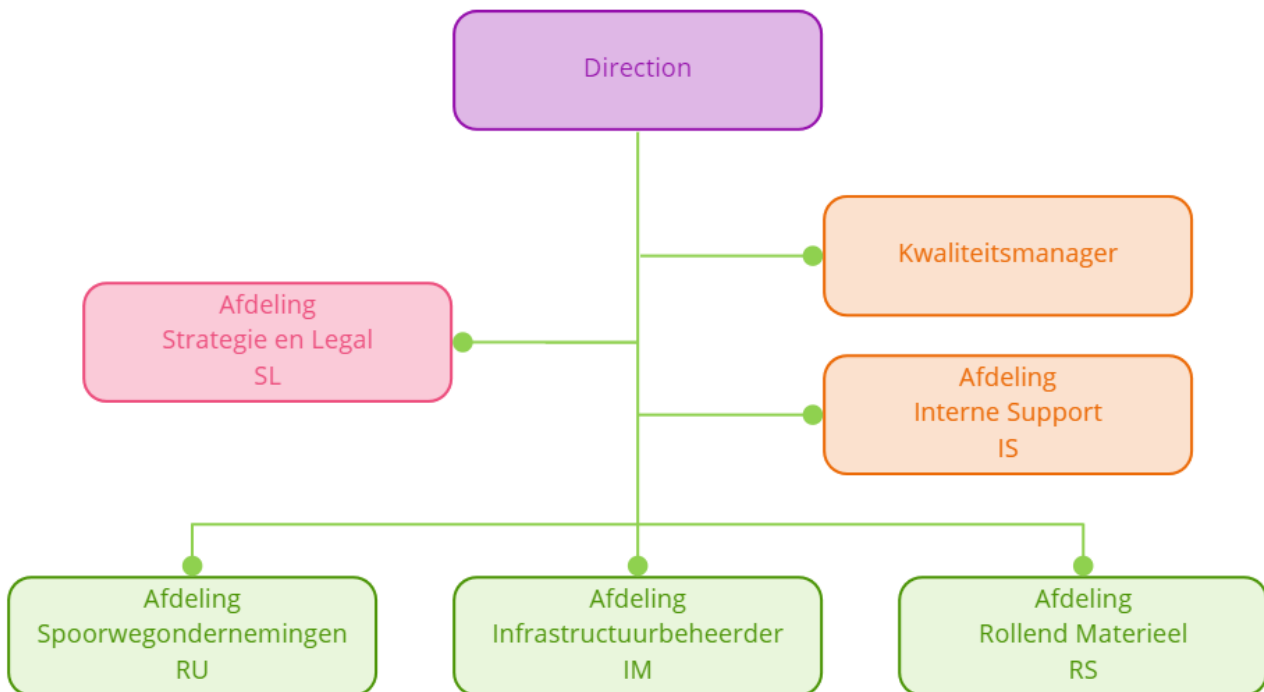 Direction
Kwaliteitsmanager
Afdeling
Strategie en Legal
SL
Afdeling
Interne Support
IS
Afdeling
Spoorwegondernemingen
RU
Afdeling
Infrastructuurbeheerder
IM
Afdeling
Rollend Materieel
RS